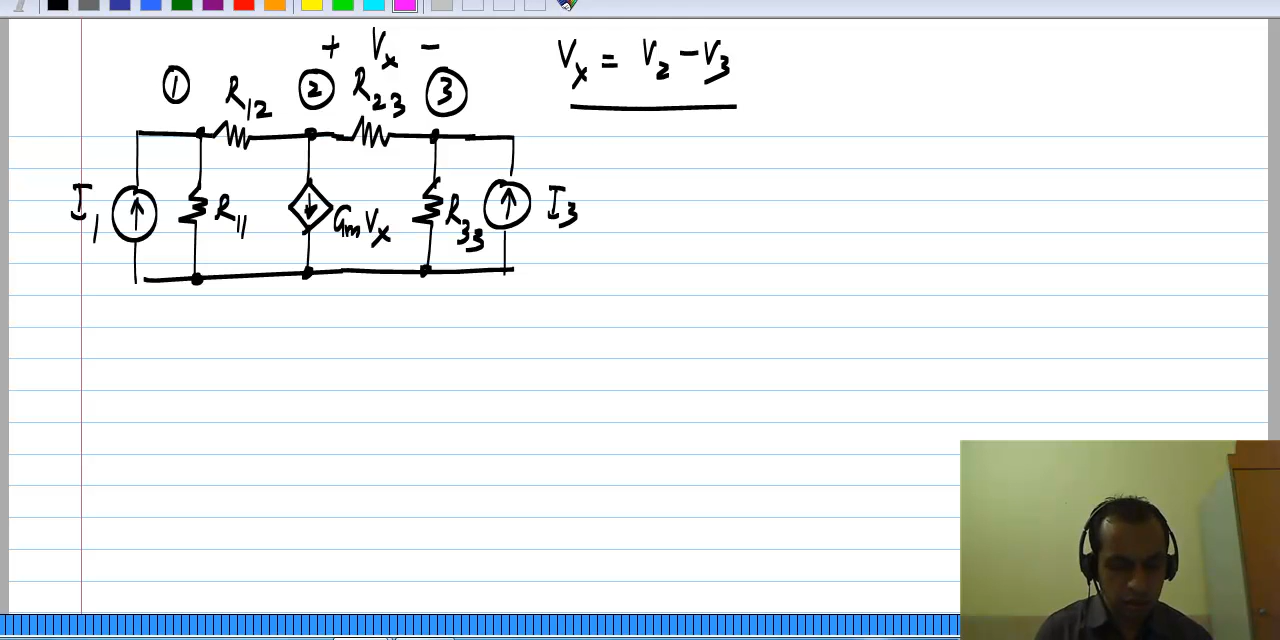 + Vx − Vx = V2 − V3
① R12 ② R23 ③
I1 R11 GmVx R33 I3